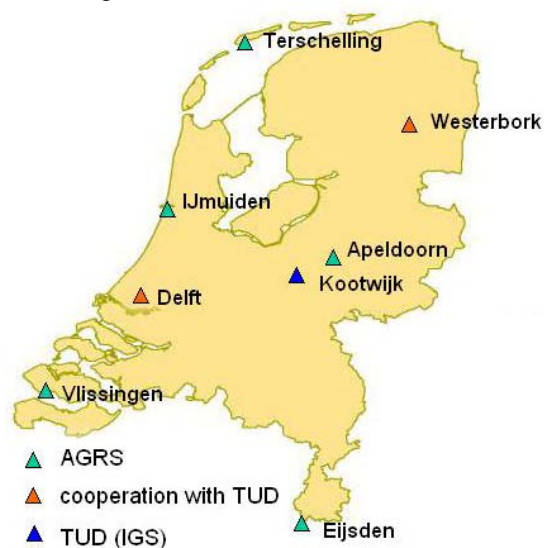 Terschelling
Westerbork
IJmuiden
Apeldoorn
Kootwijk
Delft
Vlissingen
AGRS
cooperation with TUD
TUD (IGS)
Eijsden